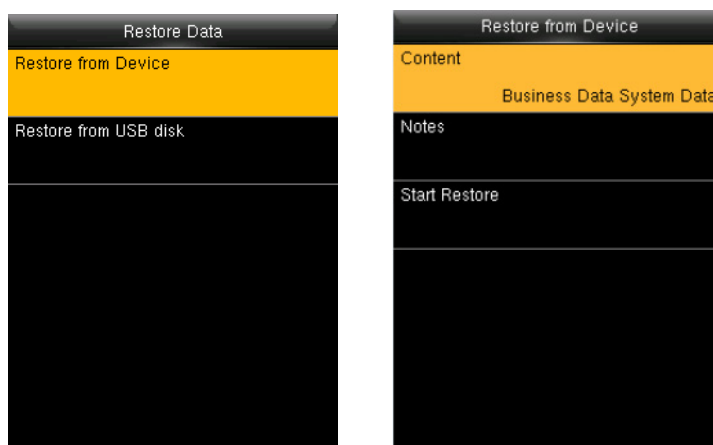 Restore Data
Restore from Device
Restore from USB disk
Restore from Device
Content
Business Data System Data
Notes
Start Restore